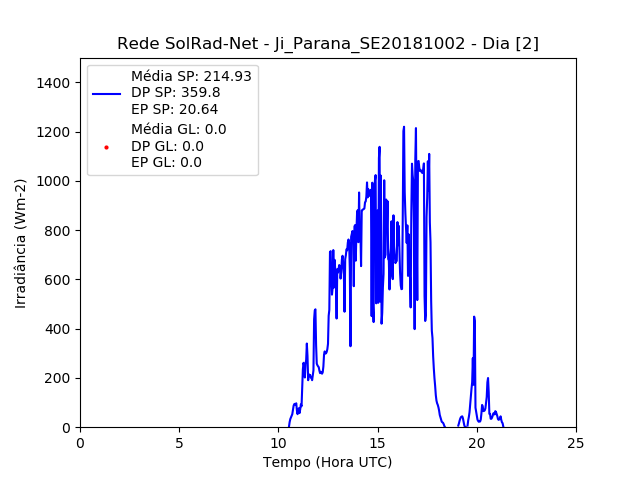 Rede SolRad-Net - Ji_Parana_SE20181002 - Dia [2]
Média SP: 214.93
DP SP: 359.8
EP SP: 20.64
Média GL: 0.0
DP GL: 0.0
EP GL: 0.0
Irradiância (Wm-2)
1400
1200
1000
800
600
400
200
0
0 5 10 15 20 25
Tempo (Hora UTC)